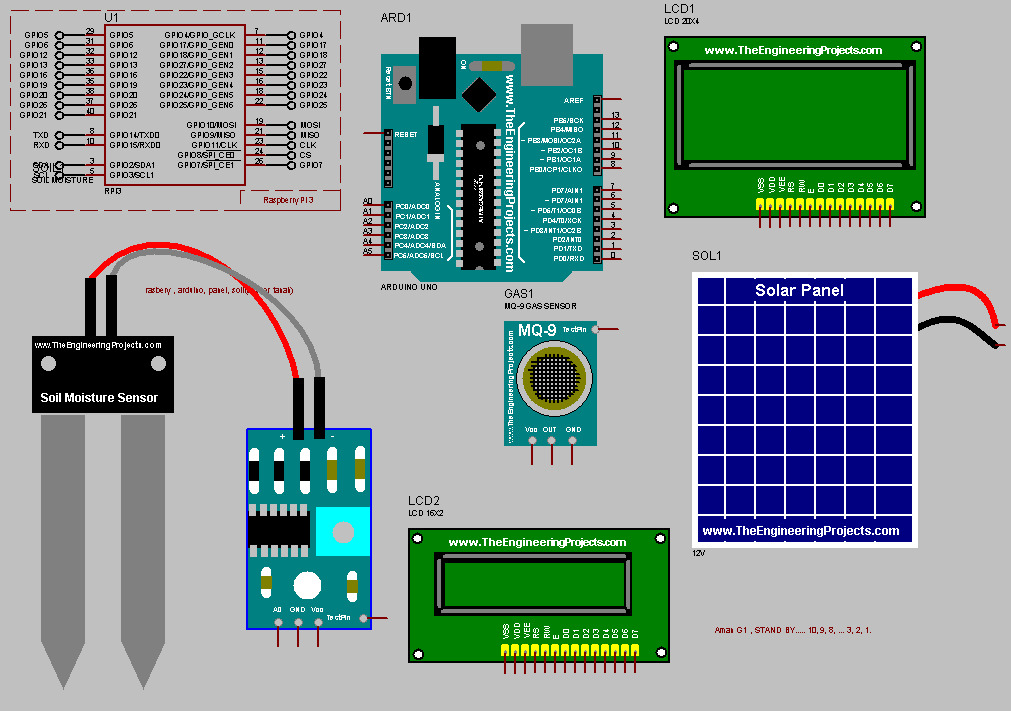 U1
GPIO5 29 GPIO5 GPIO4/GPIO_GCLK 7 GPIO4
GPIO6 31 GPIO6 GPIO17/GPIO_GEN0 11 GPIO17
GPIO12 32 GPIO12 GPIO18/GPIO_GEN1 12 GPIO18
GPIO13 33 GPIO13 GPIO27/GPIO_GEN2 13 GPIO27
GPIO16 36 GPIO16 GPIO22/GPIO_GEN3 15 GPIO22
GPIO19 35 GPIO19 GPIO23/GPIO_GEN4 16 GPIO23
GPIO20 38 GPIO20 GPIO24/GPIO_GEN5 18 GPIO24
GPIO26 37 GPIO26 GPIO25/GPIO_GEN6 22 GPIO25
GPIO21 40 GPIO21
GPIO10/MOSI 19 MOSI
TXD 8 GPIO14/TXD0 GPIO9/MISO 21 MISO
RXD 10 GPIO15/RXD0 GPIO11/CLK 23 CLK
GPIO8/SPI_CE0 24 CS
3 GPIO2/SDA1 GPIO7/SPI_CE1 26 GPIO7
5 GPIO3/SCL1
SOIL MOISTURE
RPI3
Raspberry PI 3
ARD1
Reset BTN
ON
www.TheEngineeringProjects.com
RESET
ANALOG IN
A0 PC0/ADC0
A1 PC1/ADC1
A2 PC2/ADC2
A3 PC3/ADC3
A4 PC4/ADC4/SDA
A5 PC5/ADC5/SCL
AREF
PB5/SCK 13
PB4/MISO 12
~ PB3/MOSI/OC2A 11
~ PB2/OC1B 10
~ PB1/OC1A 9
PB0/CP1/CLKO 8
PD7/AIN1 7
~ PD7/AIN1 6
~ PD5/T1/OC0B 5
PD4/T0/XCK 4
~ PD3/INT1/OC2B 3
PD2/INT0 2
PD1/TXD 1
PD0/RXD 0
ARDUINO UNO
LCD1
LCD 20X4
www.TheEngineeringProjects.com
VSS VDD VEE RS RW E D0 D1 D2 D3 D4 D5 D6 D7
www.TheEngineeringProjects.com
Soil Moisture Sensor
rasbery , arduino, panel, soil
+ -
A0 GND Vcc TestPin
GAS1
MQ-9 GAS SENSOR
MQ-9 TestPin
www.TheEngineeringProjects.com
Vcc OUT GND
SOL1
Solar Panel
www.TheEngineeringProjects.com
12V
LCD2
LCD 16X2
www.TheEngineeringProjects.com
VSS VDD VEE RS RW E D0 D1 D2 D3 D4 D5 D6 D7
Aman G1 , STAND BY..... 10, 9, 8, ... 3, 2, 1.